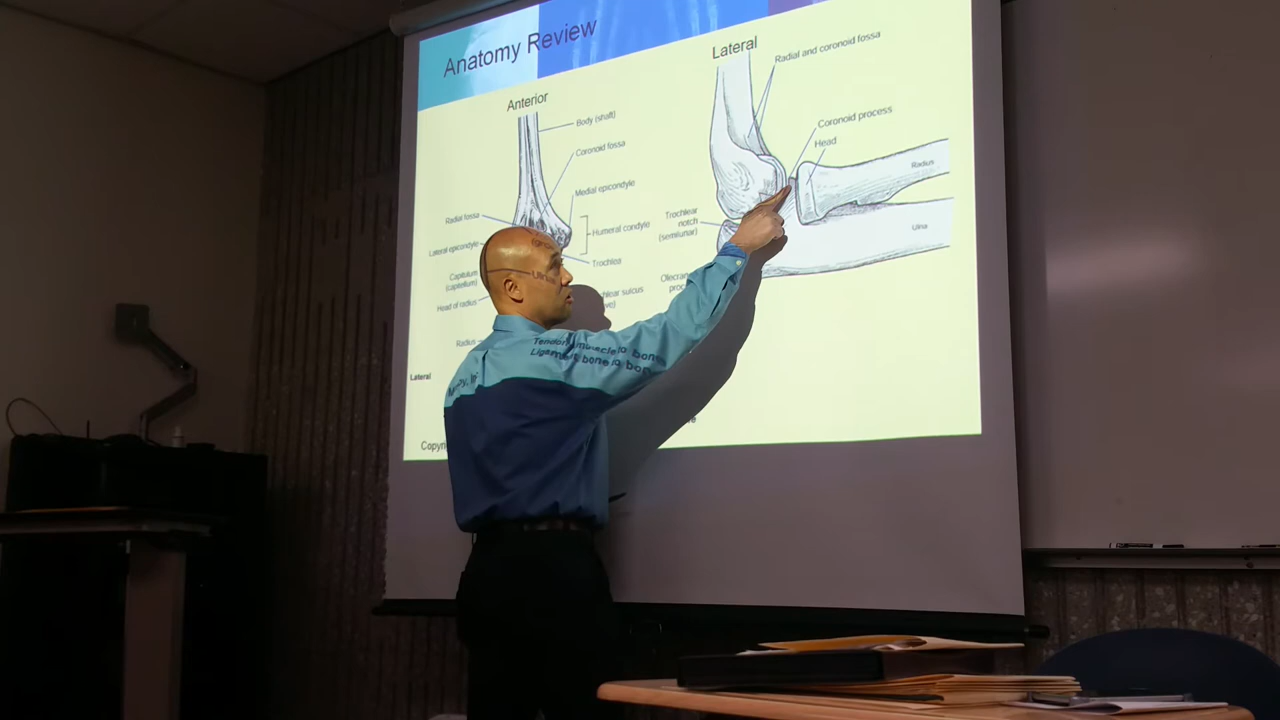 Anatomy Review
Anterior
Body (shaft)
Coronoid fossa
Medial epicondyle
Radial fossa
Humeral condyle
Lateral epicondyle
Trochlea
Capitulum
(capitellum)
Head of radius
Radius
Lateral
Lateral
Radial and coronoid fossa
Coronoid process
Head
Radius
Trochlear
notch
(semilunar)
Ulna
Tendon muscle to bone
Ligament bone to bone